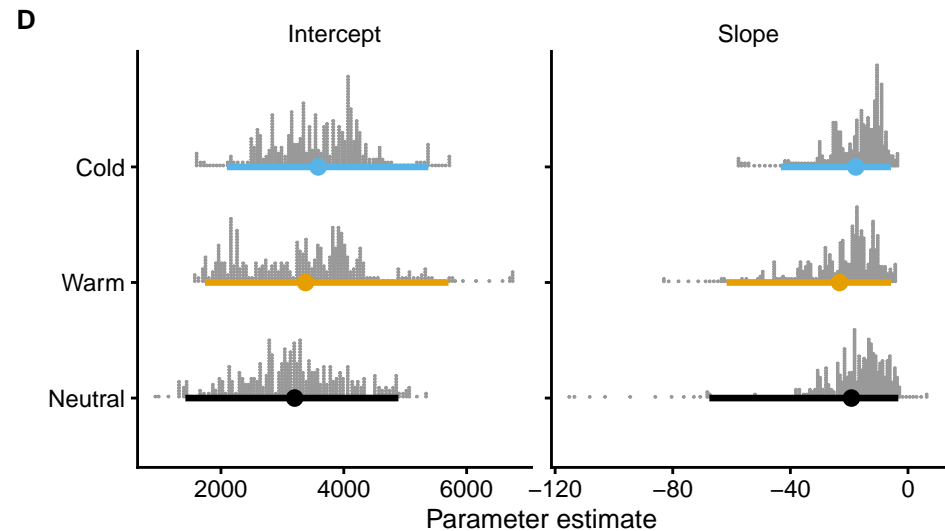 D
Intercept
Slope
Cold
Warm
Neutral
2000 4000 6000
−120 −80 −40 0
Parameter estimate